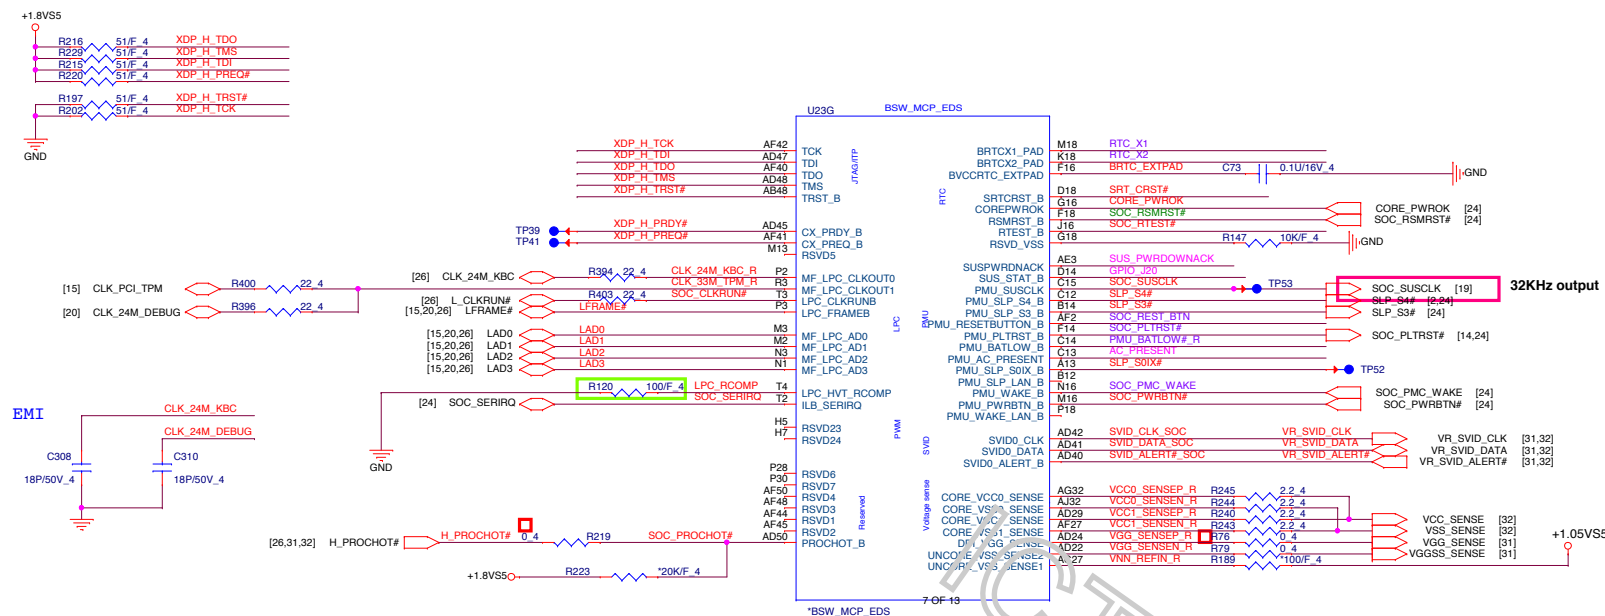 +1.8VS5
R216 51/F_4 XDP_H_TDO
R229 51/F_4 XDP_H_TMS
R215 51/F_4 XDP_H_TDI
R220 51/F_4 XDP_H_PREQ#
R197 51/F_4 XDP_H_TRST#
R202 51/F_4 XDP_H_TCK
GND
U23G BSW_MCP_EDS
XDP_H_TCK AF42 TCK
XDP_H_TDI AD47 TDI
XDP_H_TDO AF40 TDO
XDP_H_TMS AD48 TMS
XDP_H_TRST# AB48 TRST_B
JTAG/ITP
TP39 XDP_H_PRDY# AD45 CX_PRDY_B
TP41 XDP_H_PREQ# AF41 CX_PREQ_B
M13 RSVD5
[26] CLK_24M_KBC R394 22_4 CLK_24M_KBC_R P2 MF_LPC_CLKOUT0
[15] CLK_PCI_TPM R400 22_4 CLK_33M_TPM_R R3 MF_LPC_CLKOUT1
[26] L_CLKRUN# R403 22_4 SOC_CLKRUN# T3 LPC_CLKRUNB
[20] CLK_24M_DEBUG R396 22_4
[15,20,26] LFRAME# LFRAME# P3 LPC_FRAMEB
LPC
[15,20,26] LAD0 LAD0 M3 MF_LPC_AD0
[15,20,26] LAD1 LAD1 M2 MF_LPC_AD1
[15,20,26] LAD2 LAD2 N3 MF_LPC_AD2
[15,20,26] LAD3 LAD3 N1 MF_LPC_AD3
R120 100/F_4 LPC_RCOMP T4 LPC_HVT_RCOMP
[24] SOC_SERIRQ SOC_SERIRQ T2 ILB_SERIRQ
GND
H5 RSVD23
H7 RSVD24
PWM
P28 RSVD6
P30 RSVD7
AF50 RSVD4
AF48 RSVD3
AF44 RSVD1
AF45 RSVD2
Reserved
[26,31,32] H_PROCHOT# H_PROCHOT# 0_4 R219 SOC_PROCHOT# AD50 PROCHOT_B
+1.8VS5 R223 *20K/F_4
EMI
CLK_24M_KBC
CLK_24M_DEBUG
C308 18P/50V_4
C310 18P/50V_4
BRTCX1_PAD M18 RTC_X1
BRTCX2_PAD K18 RTC_X2
BVCCRTC_EXTPAD F16 BRTC_EXTPAD C73 0.1U/16V_4 GND
RTC
SRTCRST_B D18 SRT_CRST#
COREPWROK G16 CORE_PWROK CORE_PWROK [24]
RSMRST_B F18 SOC_RSMRST# SOC_RSMRST# [24]
RTEST_B J16 SOC_RTEST#
RSVD_VSS G18 R147 10K/F_4 GND
SUSPWRDNACK AE3 SUS_PWRDOWNACK
SUS_STAT_B D14 GPIO_J20
PMU_SUSCLK C15 SOC_SUSCLK TP53 SOC_SUSCLK [19] 32KHz output
PMU_SLP_S4_B C12 SLP_S4# SLP_S4# [2,24]
PMU_SLP_S3_B B14 SLP_S3# SLP_S3# [24]
PMU
PMU_RESETBUTTON_B AF2 SOC_REST_BTN
PMU_PLTRST_B F14 SOC_PLTRST# SOC_PLTRST# [14,24]
PMU_BATLOW_B C14 PMU_BATLOW#_R
PMU_AC_PRESENT C13 AC_PRESENT
PMU_SLP_S0IX_B A13 SLP_S0IX# TP52
PMU_SLP_LAN_B B12
PMU_WAKE_B N16 SOC_PMC_WAKE SOC_PMC_WAKE [24]
PMU_PWRBTN_B M16 SOC_PWRBTN# SOC_PWRBTN# [24]
PMU_WAKE_LAN_B P18
SVID
SVID0_CLK AD42 SVID_CLK_SOC VR_SVID_CLK VR_SVID_CLK [31,32]
SVID0_DATA AD41 SVID_DATA_SOC VR_SVID_DATA VR_SVID_DATA [31,32]
SVID0_ALERT_B AD40 SVID_ALERT#_SOC VR_SVID_ALERT# VR_SVID_ALERT# [31,32]
Voltage sense
CORE_VCC0_SENSE AG32 VCC0_SENSEP_R R245 2.2_4
AJ32 VCC0_SENSEN_R R244 2.2_4
AD29 VCC1_SENSEP_R R240 2.2_4 VCC_SENSE [32]
AF27 VCC1_SENSEN_R R243 2.2_4 VSS_SENSE [32]
AD24 VGG_SENSEP_R R76 0_4 VGG_SENSE [31]
AD22 VGG_SENSEN_R R79 0_4 VGGSS_SENSE [31]
UNCORE_VSS_SENSE1 VNN_REFIN_R R189 *100/F_4 +1.05VS5
7 OF 13
*BSW_MCP_EDS